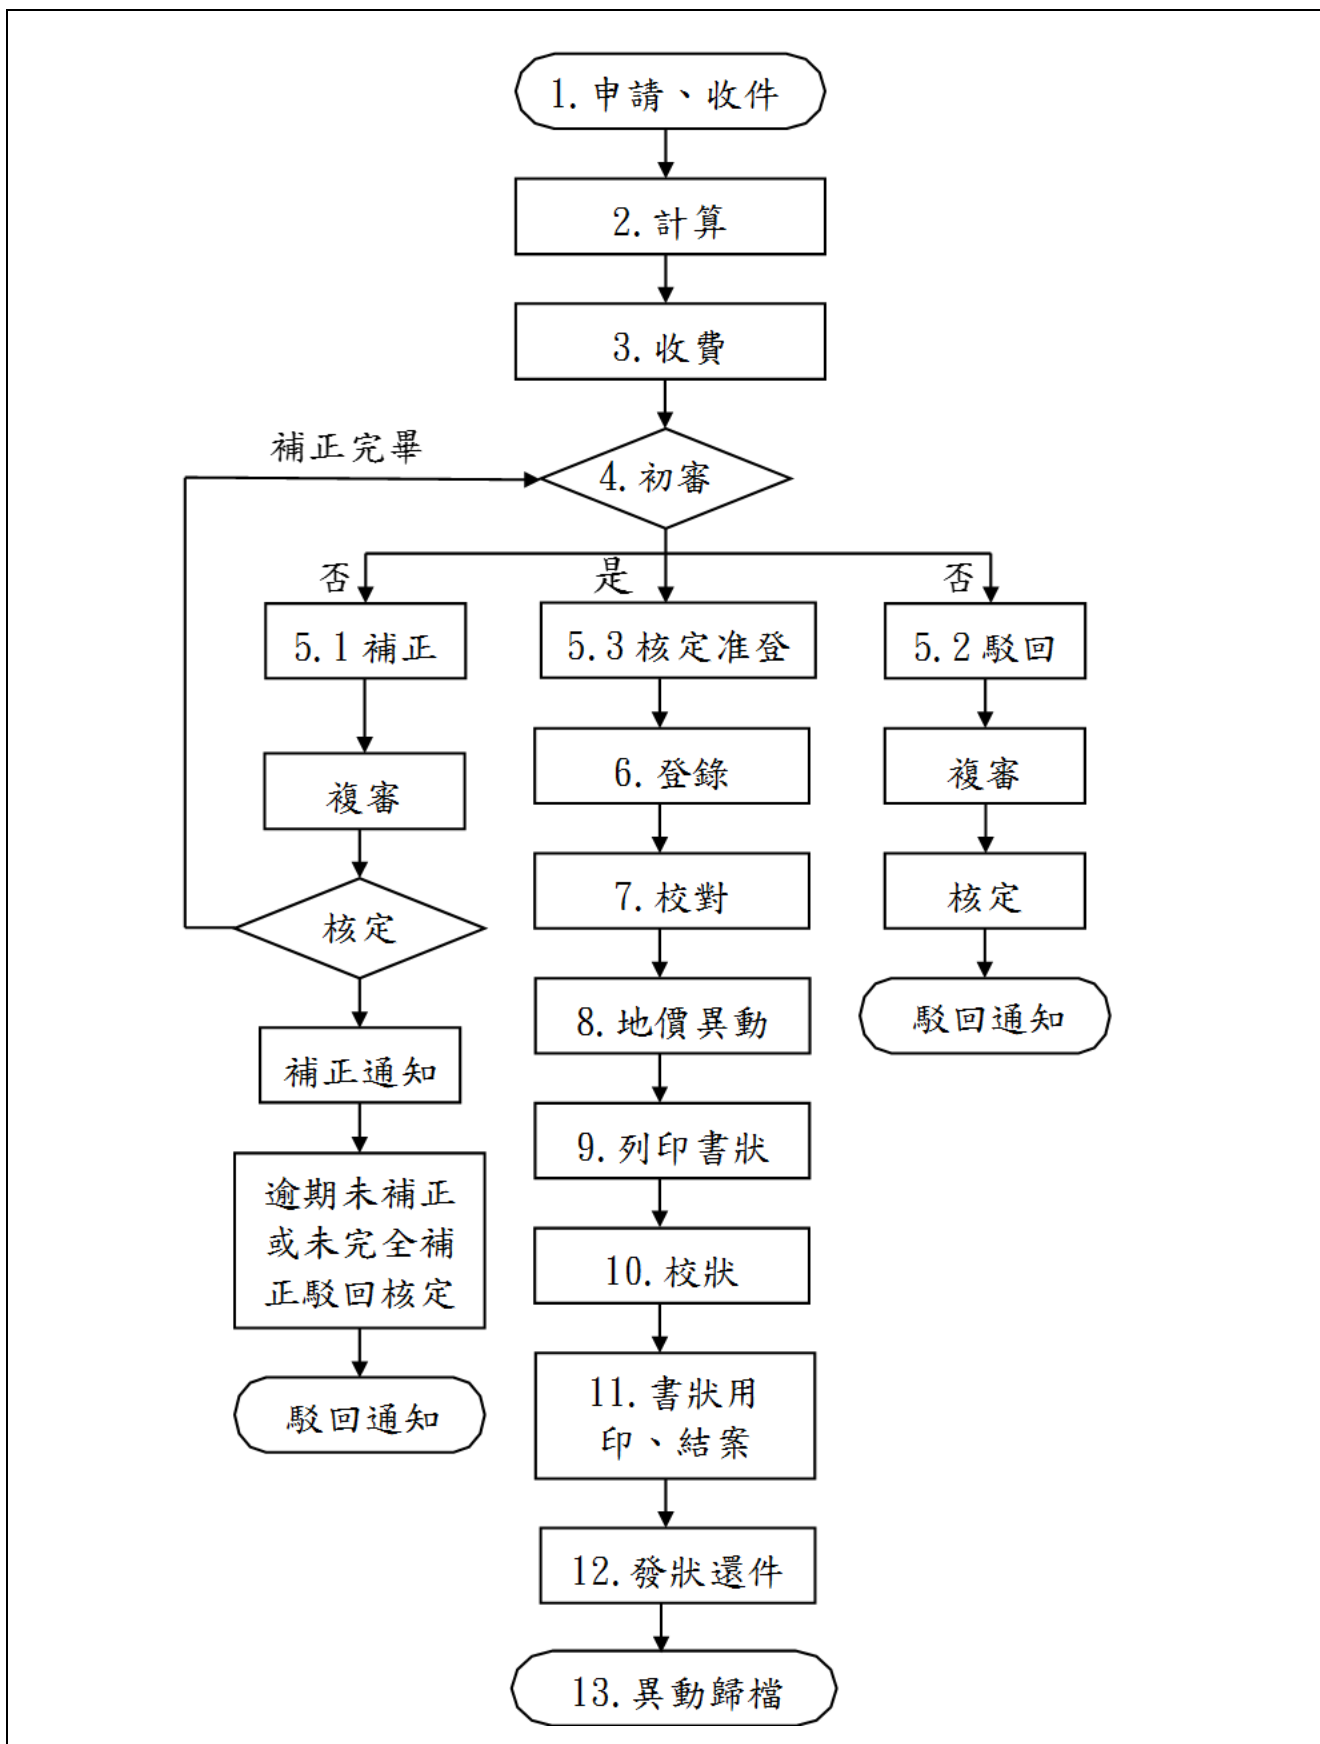 1.申請、收件
2.計算
3.收費
補正完畢
4.初審
否
是
否
5.1補正
5.3核定准登
5.2駁回
6.登錄
複審
複審
7.校對
核定
核定
8.地價異動
駁回通知
補正通知
9.列印書狀
逾期未補正
或未完全補
正駁回核定
10.校狀
11.書狀用
印、結案
駁回通知
12.發狀還件
13.異動歸檔